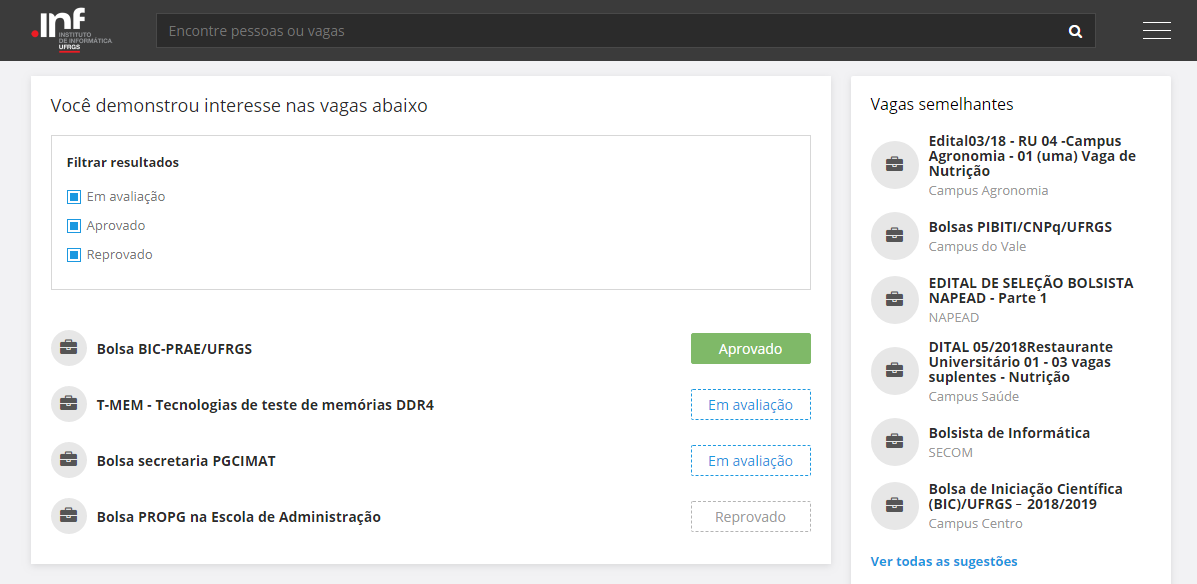 .inf
INSTITUTO
DE INFORMÁTICA
UFRGS
Encontre pessoas ou vagas
Você demonstrou interesse nas vagas abaixo
Filtrar resultados
Em avaliação
Aprovado
Reprovado
Bolsa BIC-PRAE/UFRGS
Aprovado
T-MEM - Tecnologias de teste de memórias DDR4
Em avaliação
Bolsa secretaria PGCIMAT
Em avaliação
Bolsa PROPG na Escola de Administração
Reprovado
Vagas semelhantes
Edital03/18 - RU 04 -Campus
Agronomia - 01 (uma) Vaga de
Nutrição
Campus Agronomia
Bolsas PIBITI/CNPq/UFRGS
Campus do Vale
EDITAL DE SELEÇÃO BOLSISTA
NAPEAD - Parte 1
NAPEAD
DITAL 05/2018Restaurante
Universitário 01 - 03 vagas
suplentes - Nutrição
Campus Saúde
Bolsista de Informática
SECOM
Bolsa de Iniciação Científica
(BIC)/UFRGS – 2018/2019
Campus Centro
Ver todas as sugestões